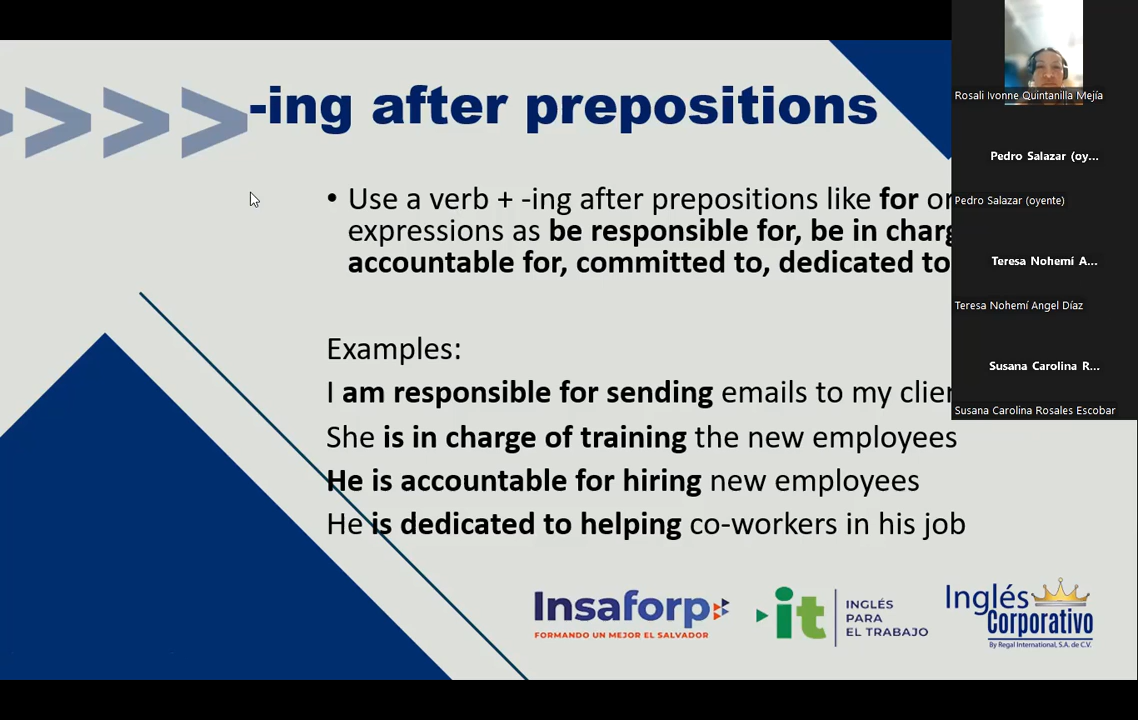 -ing after prepositions
• Use a verb + -ing after prepositions like for or
expressions as be responsible for, be in charg
accountable for, committed to, dedicated to
Examples:
I am responsible for sending emails to my clien
She is in charge of training the new employees
He is accountable for hiring new employees
He is dedicated to helping co-workers in his job
Insaforp
FORMANDO UN MEJOR EL SALVADOR
it
INGLÉS
PARA
EL TRABAJO
Inglés
Corporativo
By Regal International, S.A. de C.V.
Rosali Ivonne Quintanilla Mejía
Pedro Salazar (oy...
Pedro Salazar (oyente)
Teresa Nohemí A...
Teresa Nohemí Angel Díaz
Susana Carolina R...
Susana Carolina Rosales Escobar